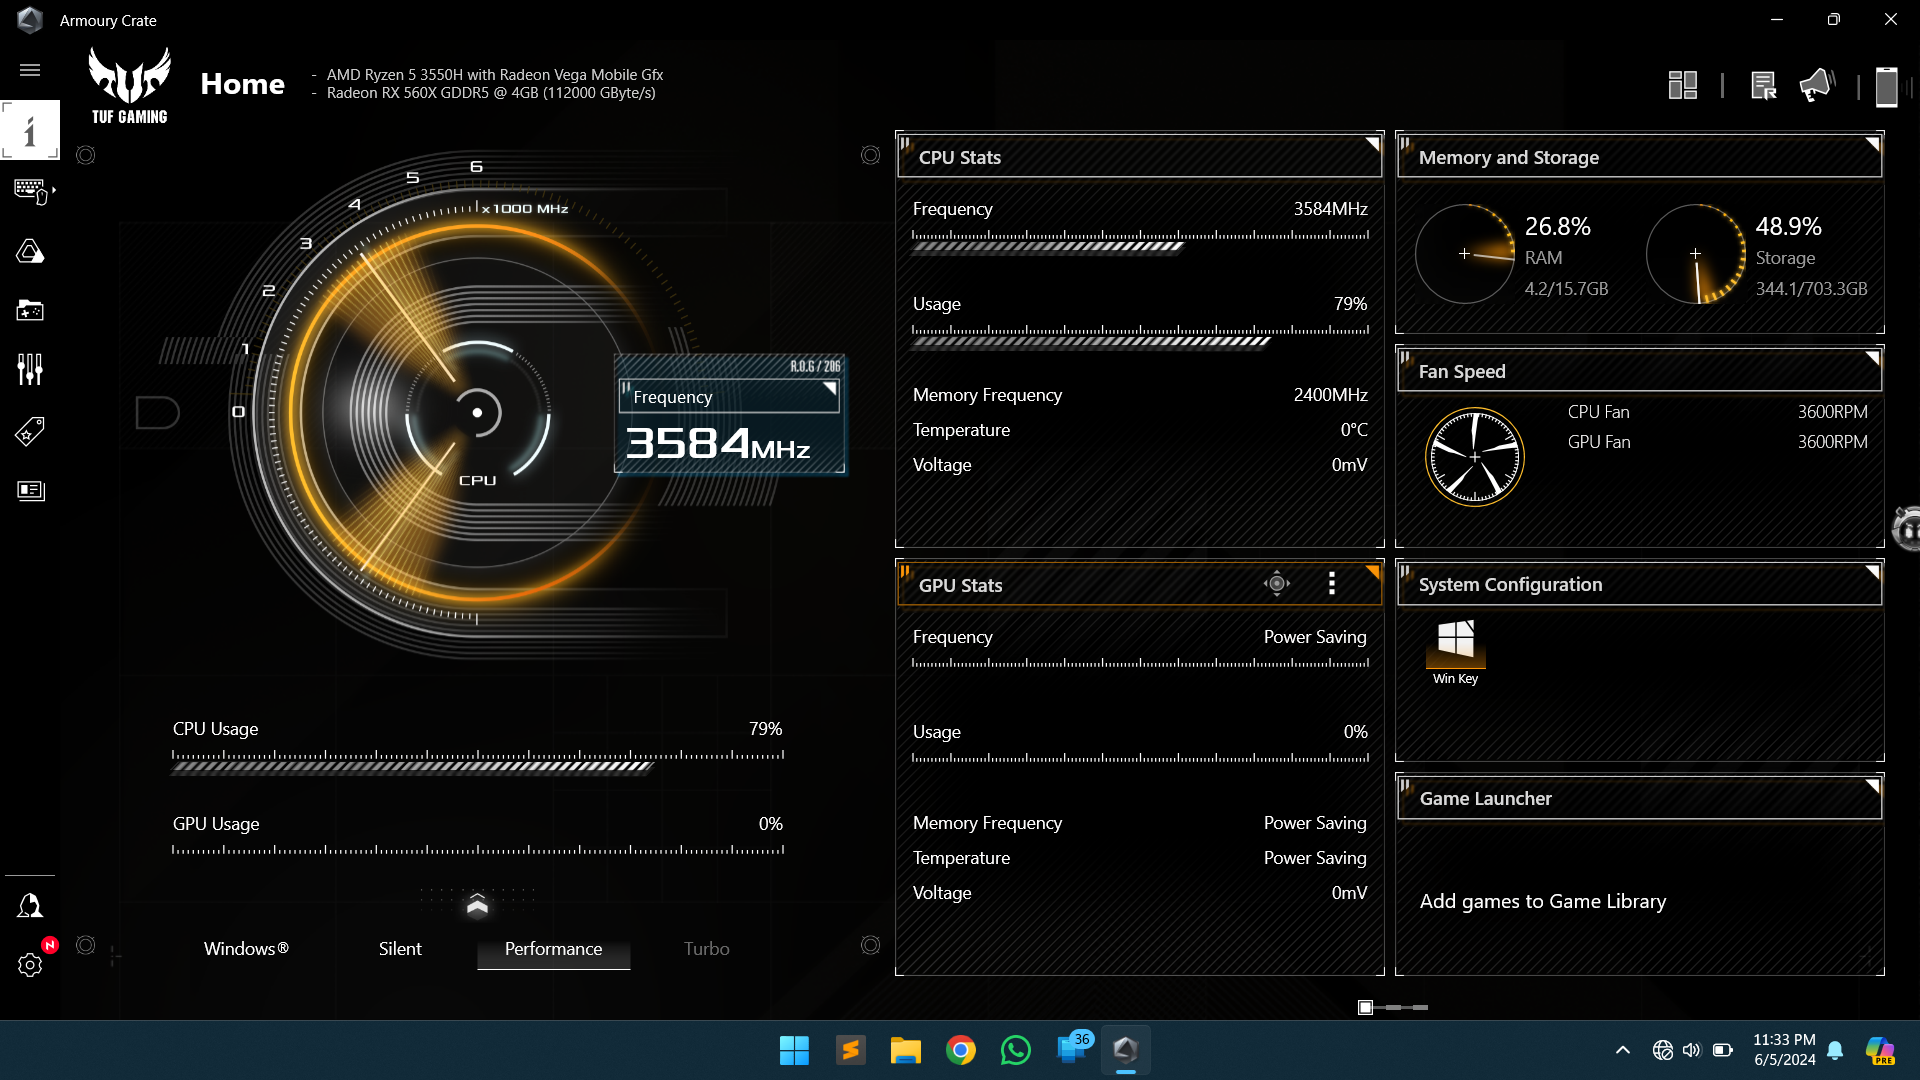 Armoury Crate
TUF GAMING
Home
- AMD Ryzen 5 3550H with Radeon Vega Mobile Gfx
- Radeon RX 560X GDDR5 @ 4GB (112000 GByte/s)
0
1
2
3
4
5
6
x1000 MHz
CPU
R.O.G / 206
Frequency
3584MHz
CPU Usage 79%
GPU Usage 0%
Windows® Silent Performance Turbo
CPU Stats
Frequency 3584MHz
Usage 79%
Memory Frequency 2400MHz
Temperature 0°C
Voltage 0mV
GPU Stats
Frequency Power Saving
Usage 0%
Memory Frequency Power Saving
Temperature Power Saving
Voltage 0mV
Memory and Storage
26.8%
RAM
4.2/15.7GB
48.9%
Storage
344.1/703.3GB
Fan Speed
CPU Fan 3600RPM
GPU Fan 3600RPM
System Configuration
Win Key
Game Launcher
Add games to Game Library
N
36
11:33 PM
6/5/2024
PRE